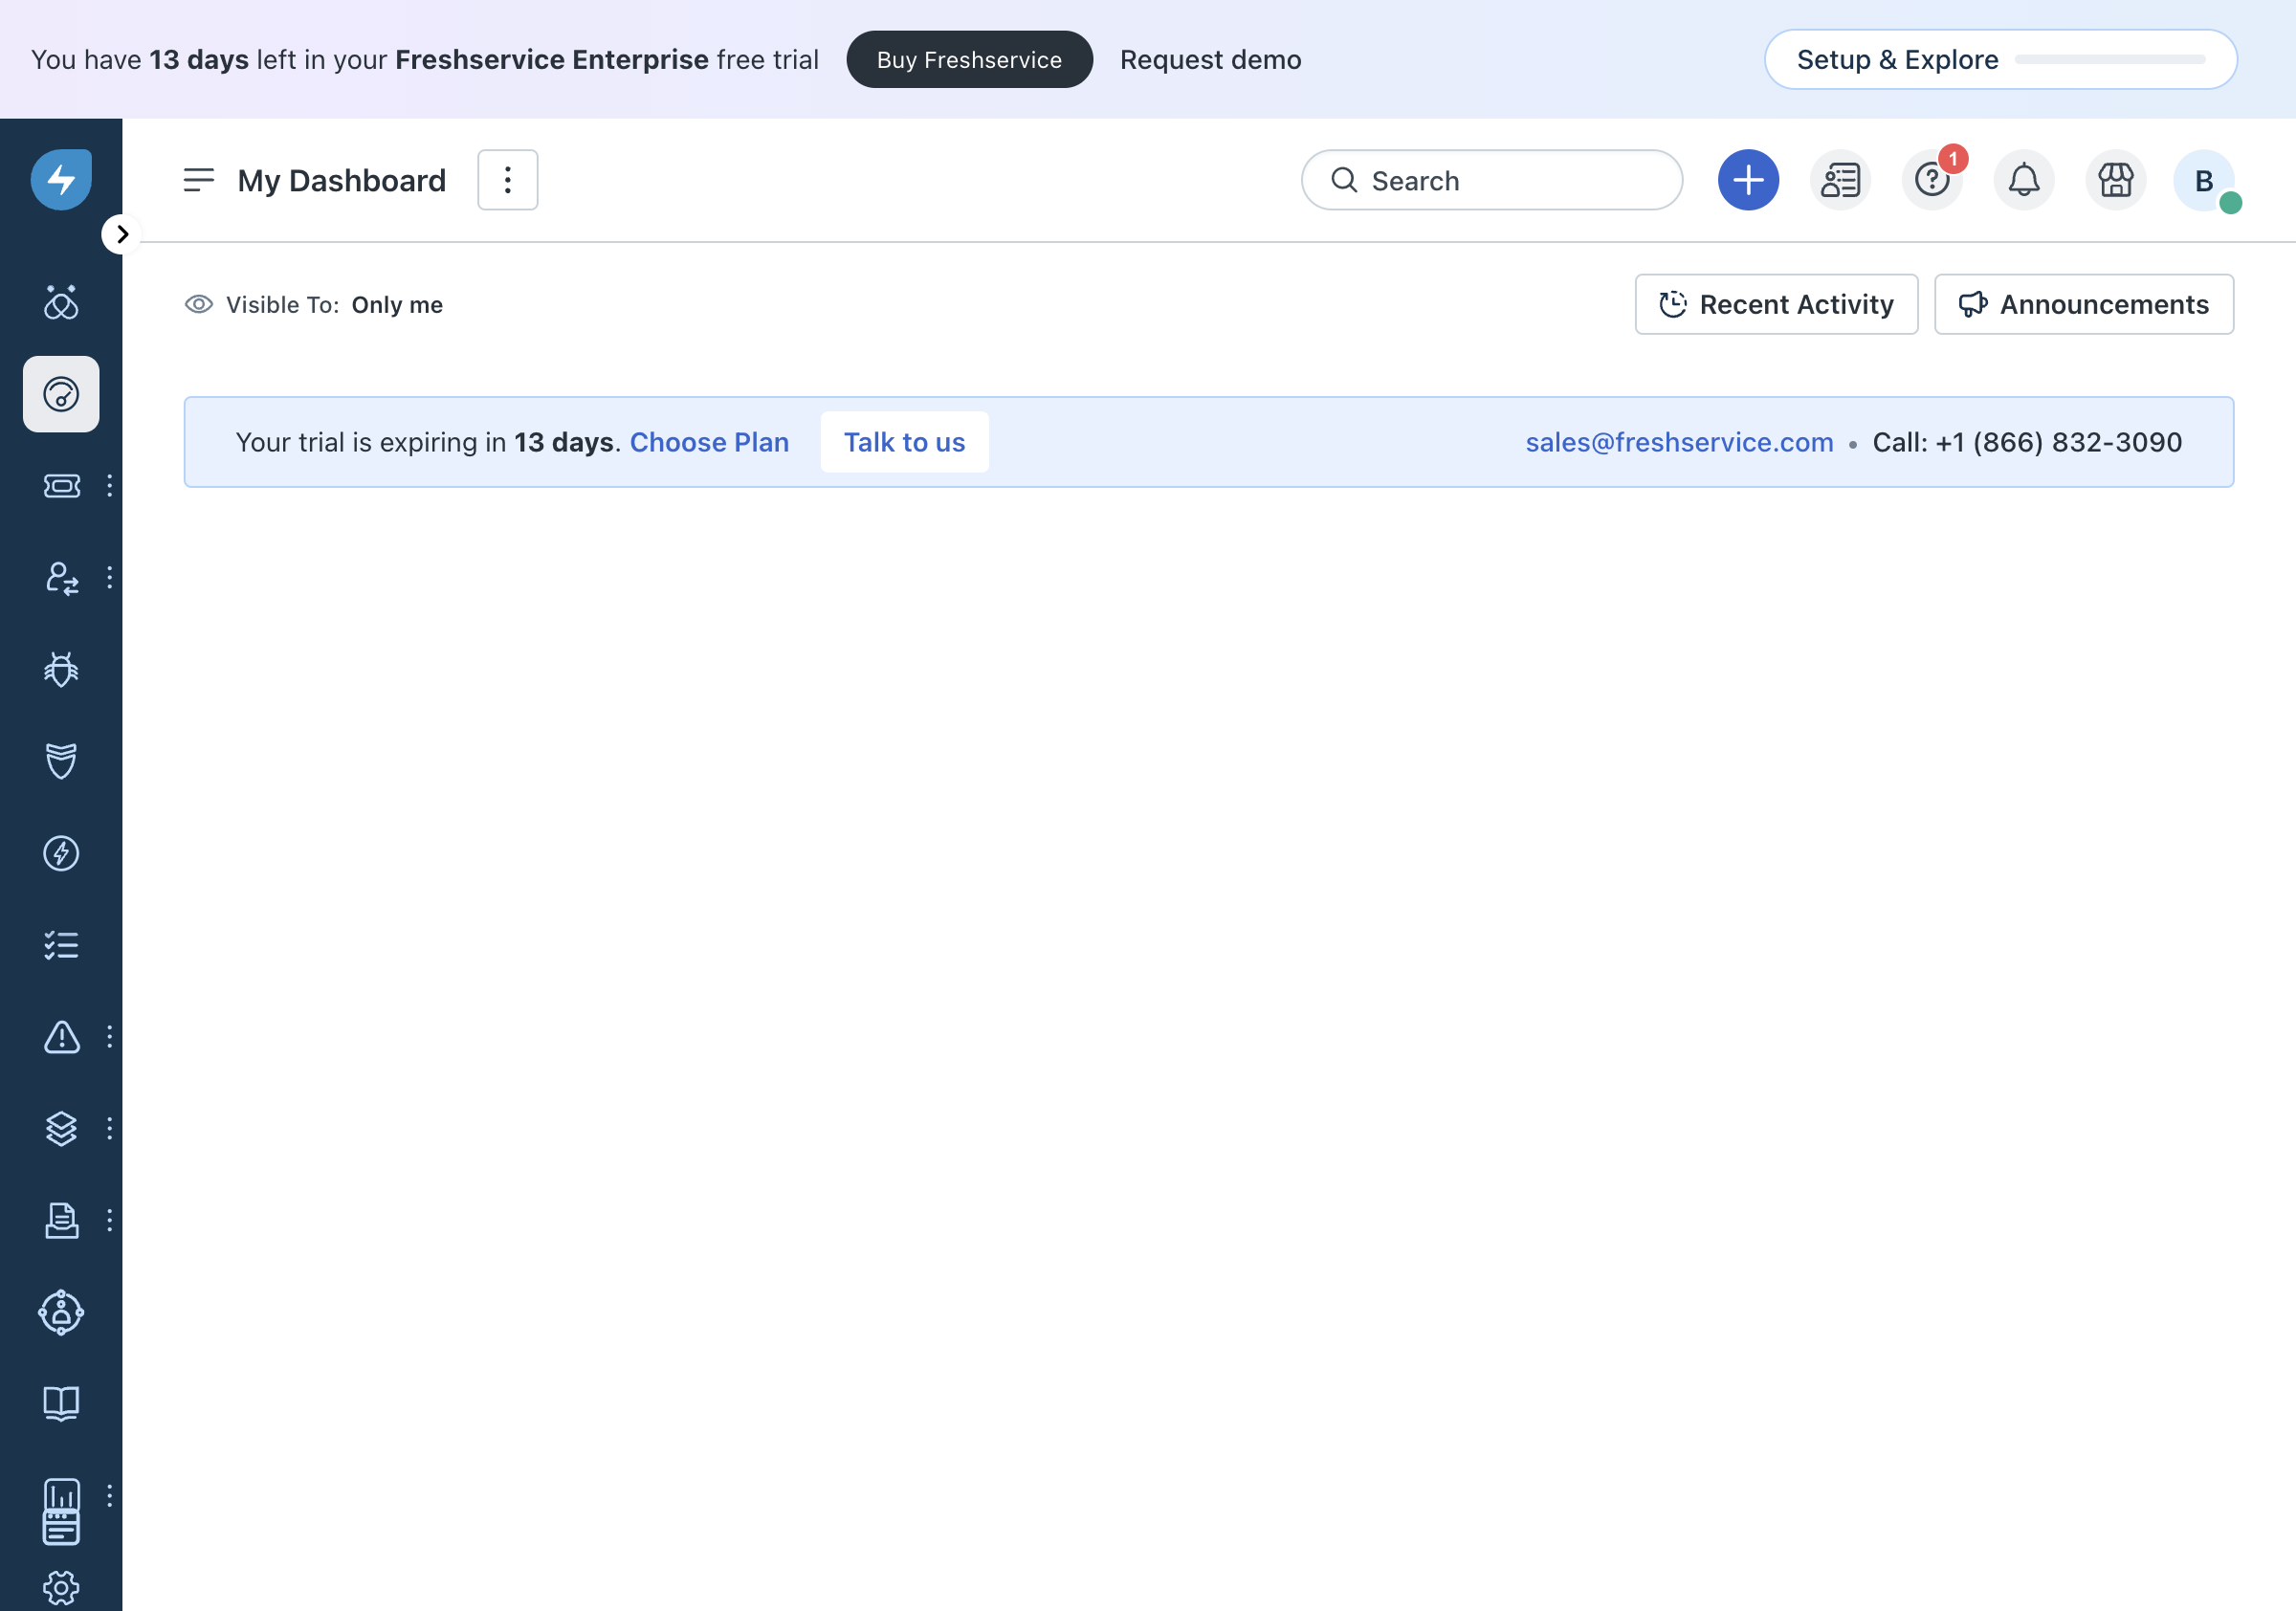 You have 13 days left in your Freshservice Enterprise free trial Buy Freshservice Request demo Setup & Explore
My Dashboard Search 1 B
Visible To: Only me Recent Activity Announcements
Your trial is expiring in 13 days. Choose Plan Talk to us sales@freshservice.com • Call: +1 (866) 832-3090